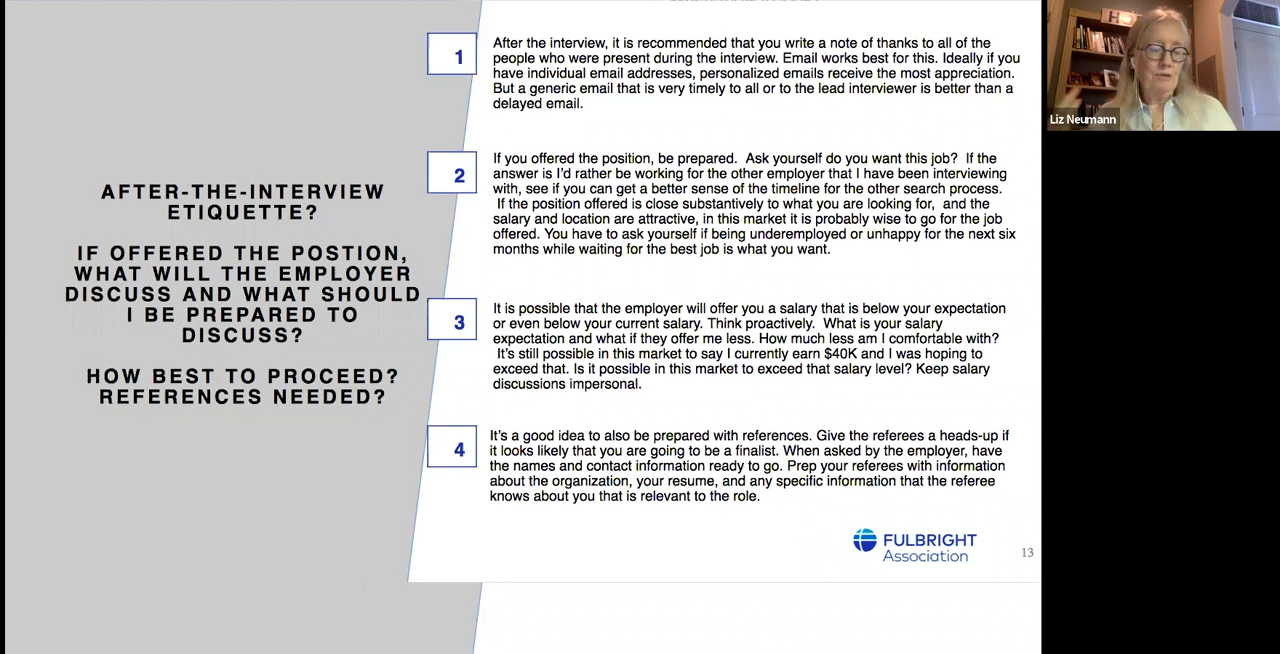 AFTER-THE-INTERVIEW
ETIQUETTE?
IF OFFERED THE POSTION,
WHAT WILL THE EMPLOYER
DISCUSS AND WHAT SHOULD
I BE PREPARED TO
DISCUSS?
HOW BEST TO PROCEED?
REFERENCES NEEDED?
1
After the interview, it is recommended that you write a note of thanks to all of the
people who were present during the interview. Email works best for this. Ideally if you
have individual email addresses, personalized emails receive the most appreciation.
But a generic email that is very timely to all or to the lead interviewer is better than a
delayed email.
2
If you offered the position, be prepared.  Ask yourself do you want this job?  If the
answer is I'd rather be working for the other employer that I have been interviewing
with, see if you can get a better sense of the timeline for the other search process.
If the position offered is close substantively to what you are looking for,  and the
salary and location are attractive, in this market it is probably wise to go for the job
offered. You have to ask yourself if being underemployed or unhappy for the next six
months while waiting for the best job is what you want.
3
It is possible that the employer will offer you a salary that is below your expectation
or even below your current salary. Think proactively.  What is your salary
expectation and what if they offer me less. How much less am I comfortable with?
It's still possible in this market to say I currently earn $40K and I was hoping to
exceed that. Is it possible in this market to exceed that salary level? Keep salary
discussions impersonal.
4
It's a good idea to also be prepared with references. Give the referees a heads-up if
it looks likely that you are going to be a finalist. When asked by the employer, have
the names and contact information ready to go. Prep your referees with information
about the organization, your resume, and any specific information that the referee
knows about you that is relevant to the role.
FULBRIGHT
Association
13
Liz Neumann